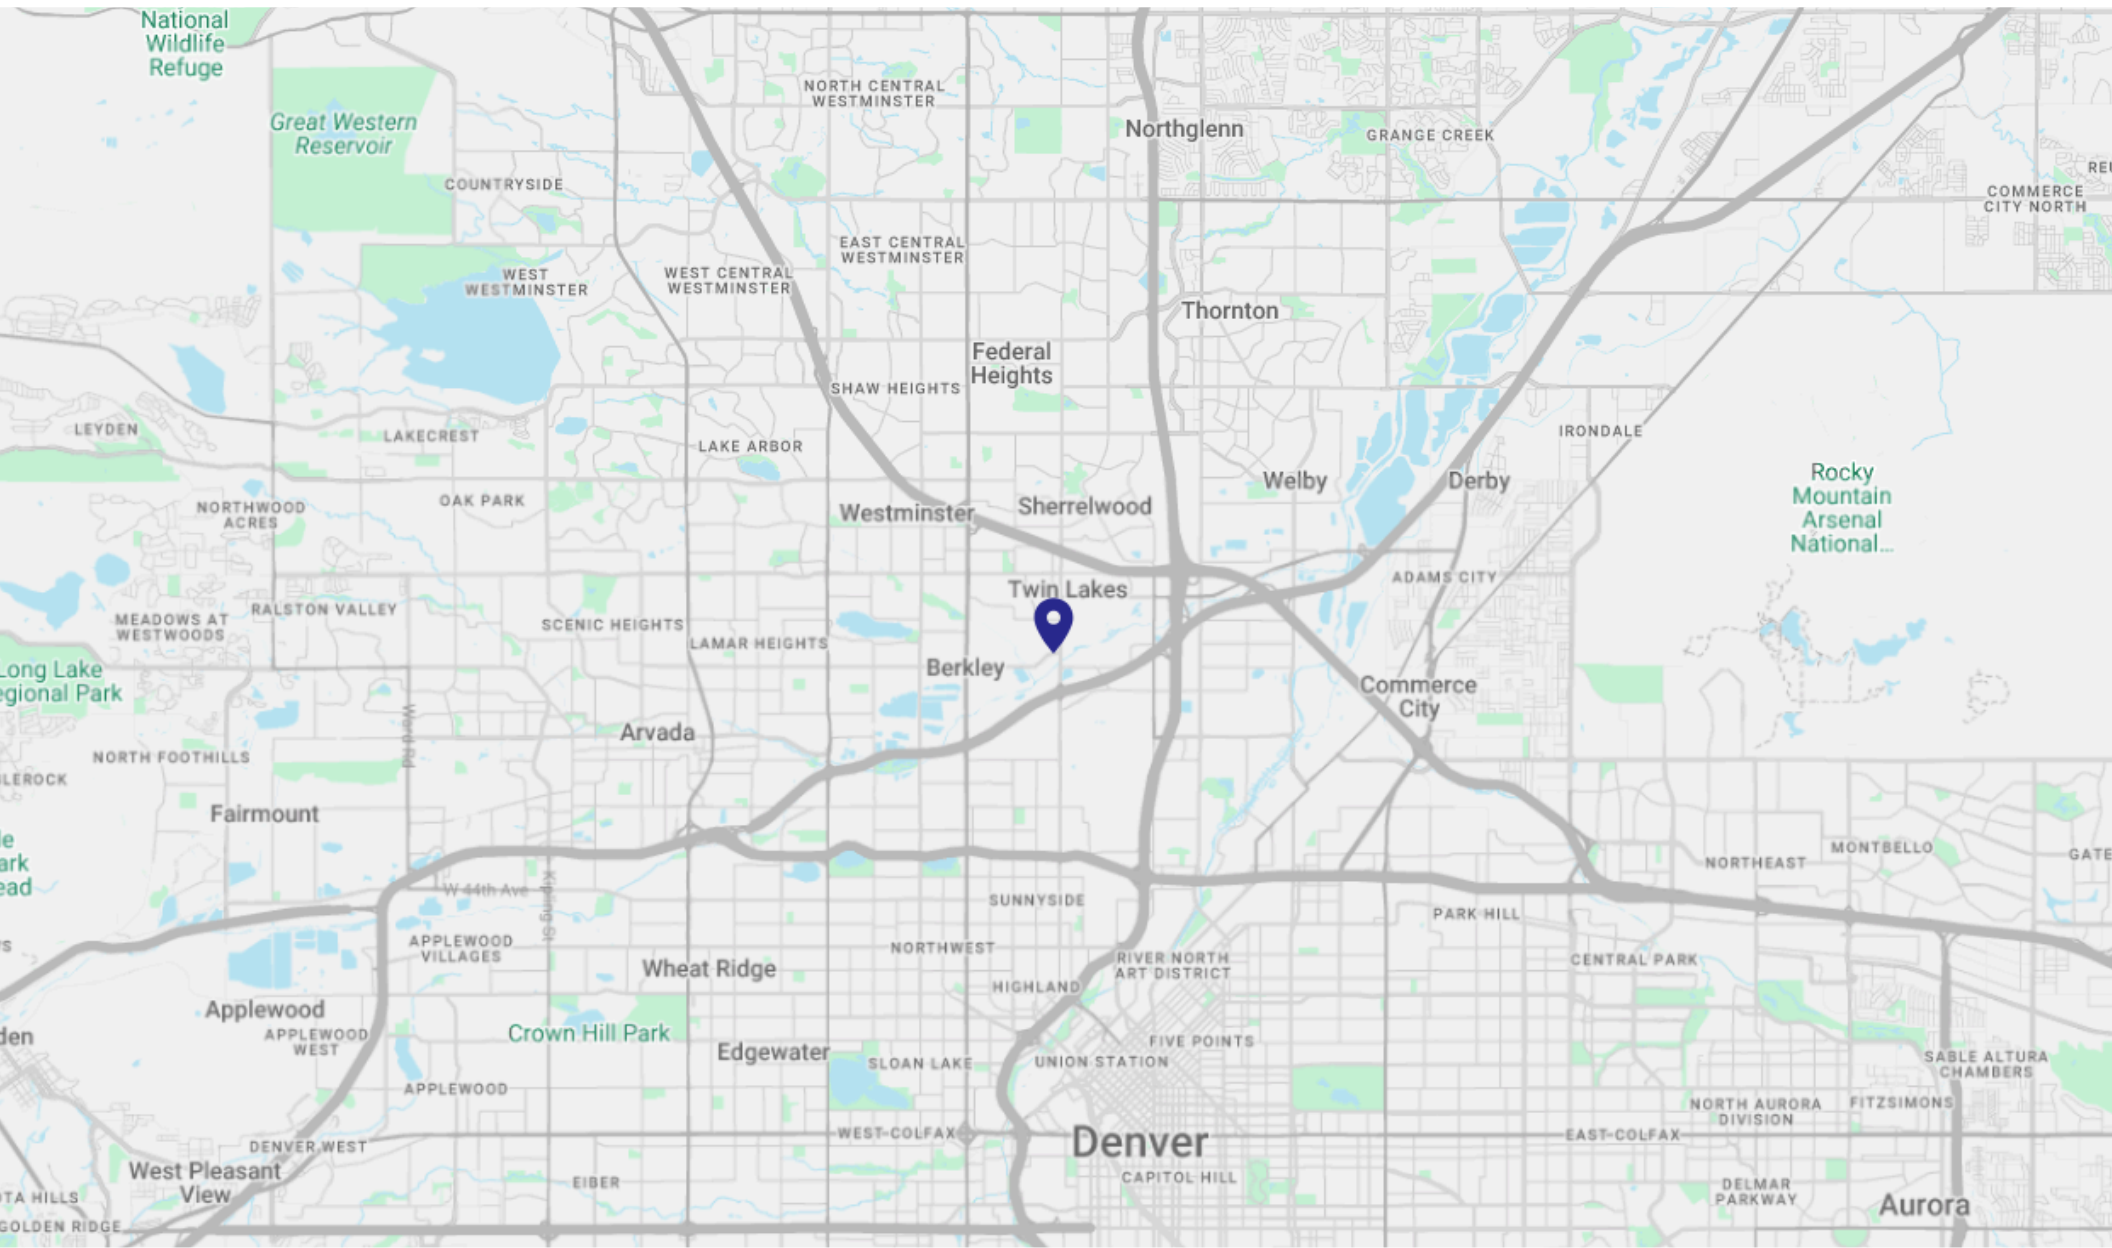 National
Wildlife
Refuge
Great Western
Reservoir
COUNTRYSIDE
NORTH CENTRAL
WESTMINSTER
Northglenn
GRANGE CREEK
COMMERCE
CITY NORTH
EAST CENTRAL
WESTMINSTER
WEST
WESTMINSTER
WEST CENTRAL
WESTMINSTER
Thornton
Federal
Heights
SHAW HEIGHTS
LEYDEN
LAKECREST
LAKE ARBOR
IRONDALE
Welby
Derby
Rocky
Mountain
Arsenal
National...
OAK PARK
NORTHWOOD
ACRES
Westminster
Sherrelwood
ADAMS CITY
Twin Lakes
RALSTON VALLEY
MEADOWS AT
WESTWOODS
SCENIC HEIGHTS
LAMAR HEIGHTS
Long Lake
egional Park
Berkley
Commerce
City
Ward Rd
Arvada
NORTH FOOTHILLS
LEROCK
Fairmount
ark
ead
W 44th Ave
Kipling St
MONTBELLO
NORTHEAST
GATE
SUNNYSIDE
PARK HILL
APPLEWOOD
VILLAGES
NORTHWEST
RIVER NORTH
ART DISTRICT
CENTRAL PARK
Wheat Ridge
HIGHLAND
Applewood
APPLEWOOD
WEST
den
Crown Hill Park
Edgewater
SLOAN LAKE
FIVE POINTS
UNION STATION
SABLE ALTURA
CHAMBERS
APPLEWOOD
NORTH AURORA
DIVISION
FITZSIMONS
DENVER WEST
WEST COLFAX
Denver
EAST COLFAX
West Pleasant
View
EIBER
CAPITOL HILL
DELMAR
PARKWAY
OTA HILLS
Aurora
GOLDEN RIDGE